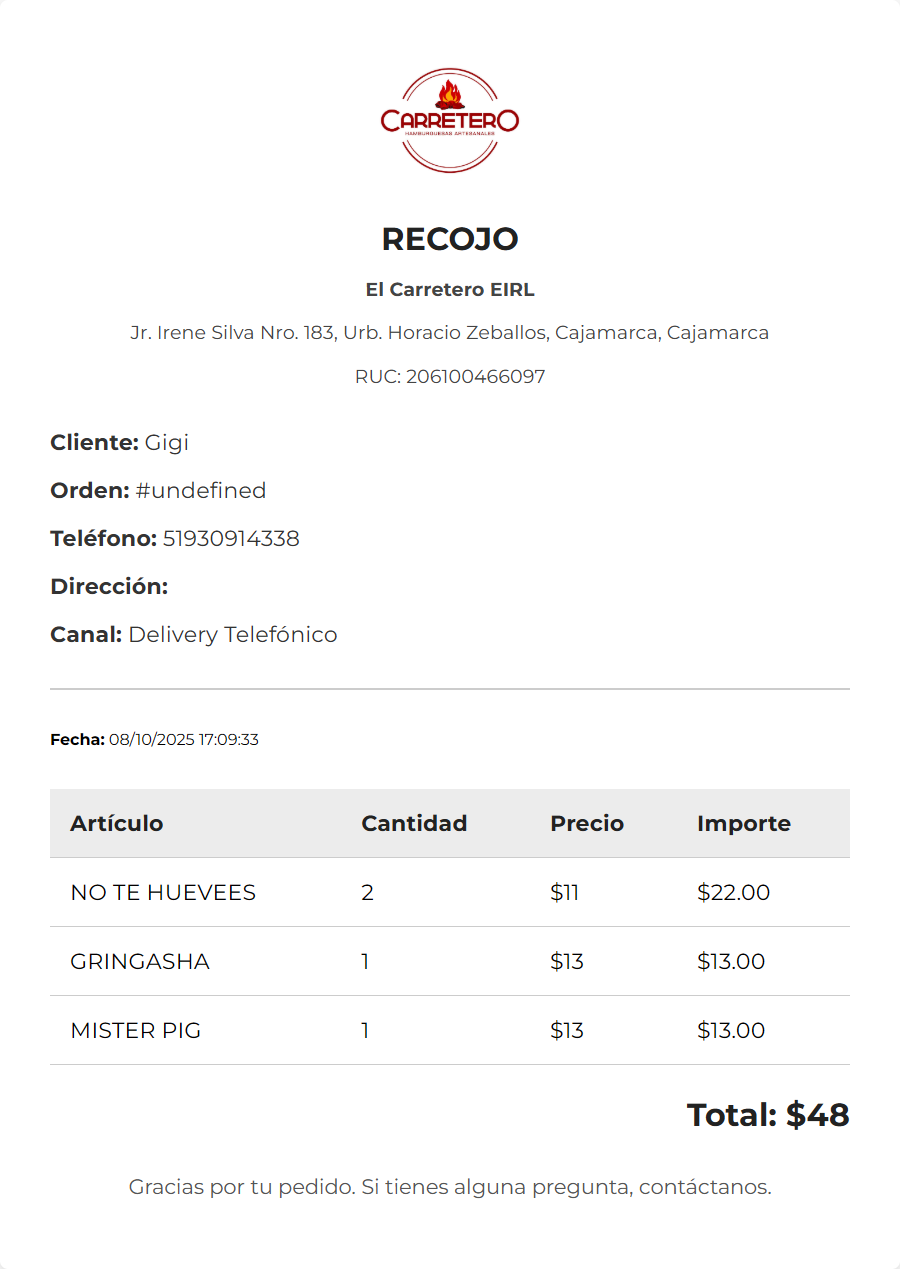 CARRETERO
HAMBURGUESAS ARTESANALES
RECOJO
El Carretero EIRL
Jr. Irene Silva Nro. 183, Urb. Horacio Zeballos, Cajamarca, Cajamarca
RUC: 206100466097
Cliente: Gigi
Orden: #undefined
Teléfono: 51930914338
Dirección:
Canal: Delivery Telefónico
Fecha: 08/10/2025 17:09:33
Artículo Cantidad Precio Importe
NO TE HUEVEES 2 $11 $22.00
GRINGASHA 1 $13 $13.00
MISTER PIG 1 $13 $13.00
Total: $48
Gracias por tu pedido. Si tienes alguna pregunta, contáctanos.